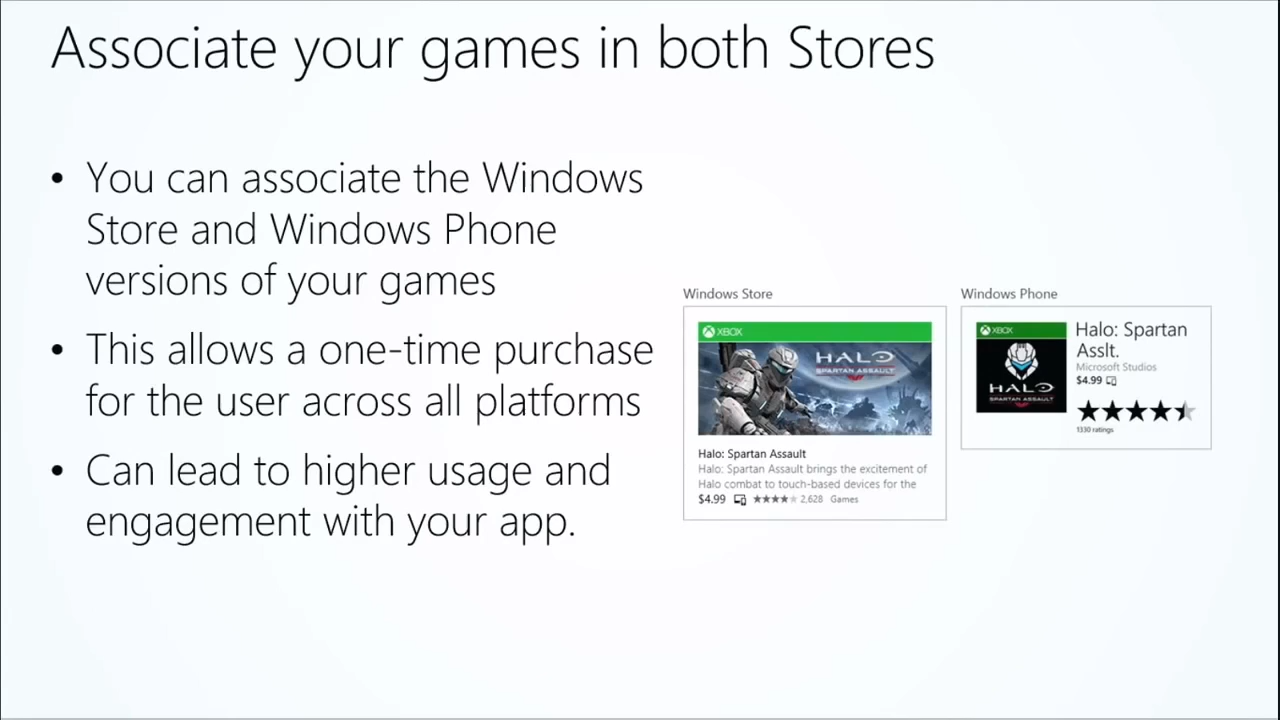 Associate your games in both Stores
• You can associate the Windows
Store and Windows Phone
versions of your games
• This allows a one-time purchase
for the user across all platforms
• Can lead to higher usage and
engagement with your app.
Windows Store
XBOX
HALO
SPARTAN ASSAULT
Halo: Spartan Assault
Halo: Spartan Assault brings the excitement of
Halo combat to touch-based devices for the
$4.99 2,628 Games
Windows Phone
XBOX
HALO
SPARTAN ASSAULT
Halo: Spartan
Asslt.
Microsoft Studios
$4.99
1330 ratings